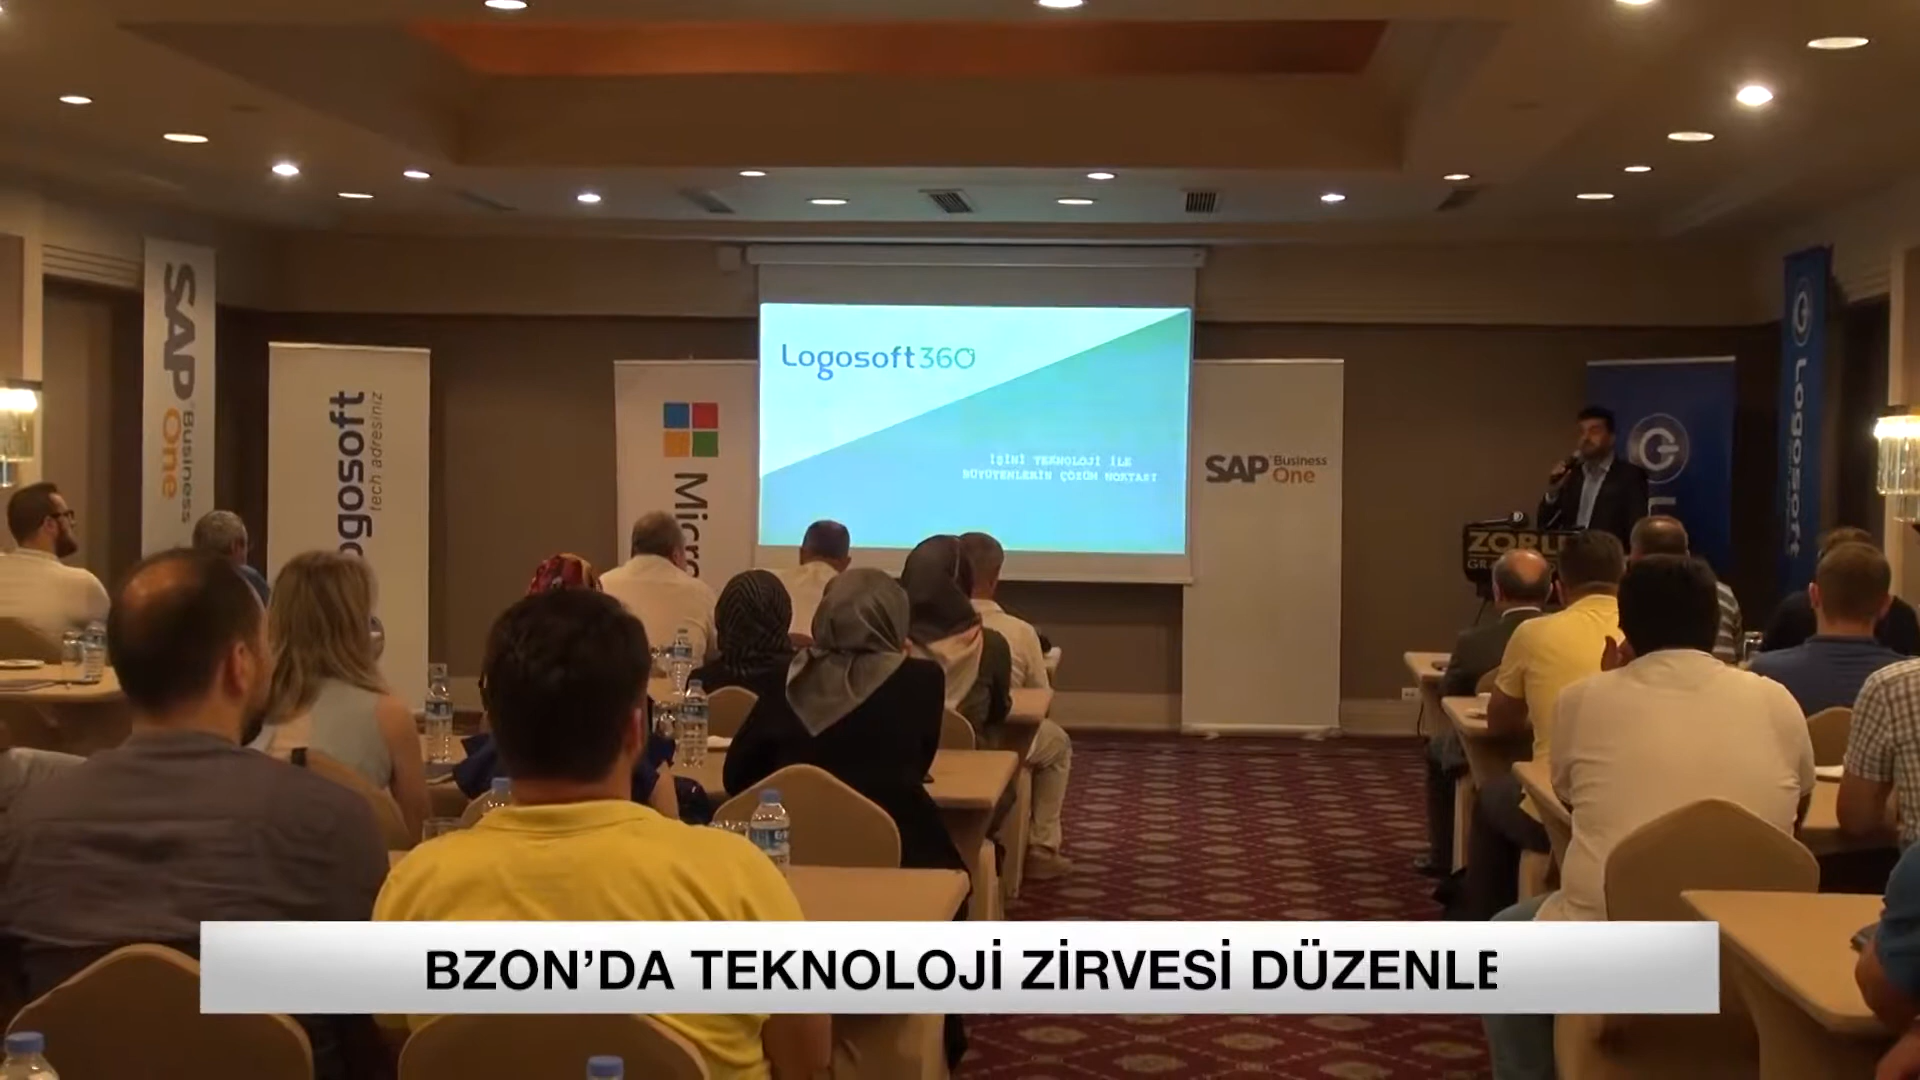 SAP Business One
Logosoft
tech adresiniz
Logosoft360
İŞİNİ TEKNOLOJİ İLE
BÜYÜTENLERİN ÇÖZÜM NOKTASI
SAP Business One
Logosoft
ZORLU
BZON'DA TEKNOLOJİ ZİRVESİ DÜZENLE